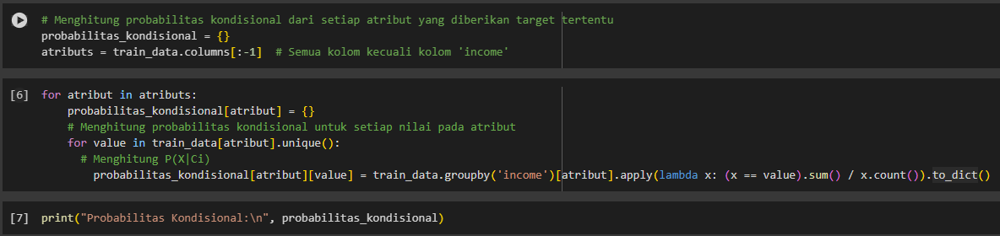 # Menghitung probabilitas kondisional dari setiap atribut yang diberikan target tertentu
probabilitas_kondisional = {}
atributs = train_data.columns[:-1]  # Semua kolom kecuali kolom 'income'
[6] for atribut in atributs:
probabilitas_kondisional[atribut] = {}
# Menghitung probabilitas kondisional untuk setiap nilai pada atribut
for value in train_data[atribut].unique():
# Menghitung P(X|Ci)
probabilitas_kondisional[atribut][value] = train_data.groupby('income')[atribut].apply(lambda x: (x == value).sum() / x.count()).to_dict()
[7] print("Probabilitas Kondisional:\n", probabilitas_kondisional)